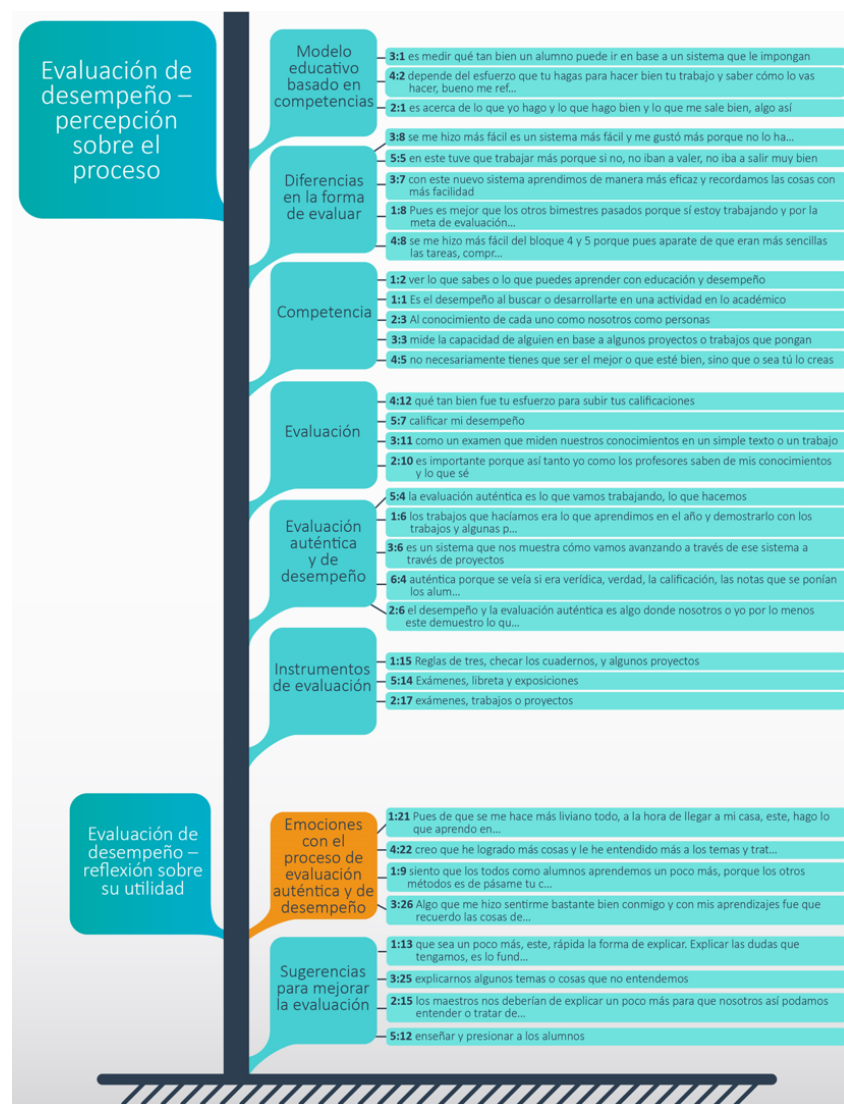 Evaluación de
desempeño –
percepción
sobre el
proceso
Modelo
educativo
basado en
competencias
3:1 es medir qué tan bien un alumno puede ir en base a un sistema que le impongan
4:2 depende del esfuerzo que tu hagas para hacer bien tu trabajo y saber cómo lo vas
hacer, bueno me ref...
2:1 es acerca de lo que yo hago y lo que hago bien y lo que me sale bien, algo así
Diferencias
en la forma
de evaluar
3:8 se me hizo más fácil es un sistema más fácil y me gustó más porque no lo ha...
5:5 en este tuve que trabajar más porque si no, no iban a valer, no iba a salir muy bien
3:7 con este nuevo sistema aprendimos de manera más eficaz y recordamos las cosas con
más facilidad
1:8 Pues es mejor que los otros bimestres pasados porque sí estoy trabajando y por la
meta de evaluación...
4:8 se me hizo más fácil del bloque 4 y 5 porque pues aparate de que eran más sencillas
las tareas, compr...
Competencia
1:2 ver lo que sabes o lo que puedes aprender con educación y desempeño
1:1 Es el desempeño al buscar o desarrollarte en una actividad en lo académico
2:3 Al conocimiento de cada uno como nosotros como personas
3:3 mide la capacidad de alguien en base a algunos proyectos o trabajos que pongan
4:5 no necesariamente tienes que ser el mejor o que esté bien, sino que o sea tú lo creas
Evaluación
4:12 qué tan bien fue tu esfuerzo para subir tus calificaciones
5:7 calificar mi desempeño
3:11 como un examen que miden nuestros conocimientos en un simple texto o un trabajo
2:10 es importante porque así tanto yo como los profesores saben de mis conocimientos
y lo que sé
Evaluación
auténtica
y de
desempeño
5:4 la evaluación auténtica es lo que vamos trabajando, lo que hacemos
1:6 los trabajos que hacíamos era lo que aprendimos en el año y demostrarlo con los
trabajos y algunas p...
3:6 es un sistema que nos muestra cómo vamos avanzando a través de ese sistema a
través de proyectos
6:4 auténtica porque se veía si era verídica, verdad, la calificación, las notas que se ponían
los alum...
2:6 el desempeño y la evaluación auténtica es algo donde nosotros o yo por lo menos
este demuestro lo qu...
Instrumentos
de evaluación
1:15 Reglas de tres, checar los cuadernos, y algunos proyectos
5:14 Exámenes, libreta y exposiciones
2:17 exámenes, trabajos o proyectos
Evaluación de
desempeño –
reflexión sobre
su utilidad
Emociones
con el
proceso de
evaluación
auténtica y de
desempeño
1:21 Pues de que se me hace más liviano todo, a la hora de llegar a mi casa, este, hago lo
que aprendo en...
4:22 creo que he logrado más cosas y le he entendido más a los temas y trat...
1:9 siento que los todos como alumnos aprendemos un poco más, porque los otros
métodos es de pásame tu c...
3:26 Algo que me hizo sentirme bastante bien conmigo y con mis aprendizajes fue que
recuerdo las cosas de...
Sugerencias
para mejorar
la evaluación
1:13 que sea un poco más, este, rápida la forma de explicar. Explicar las dudas que
tengamos, es lo fund...
3:25 explicarnos algunos temas o cosas que no entendemos
2:15 los maestros nos deberían de explicar un poco más para que nosotros así podamos
entender o tratar de...
5:12 enseñar y presionar a los alumnos